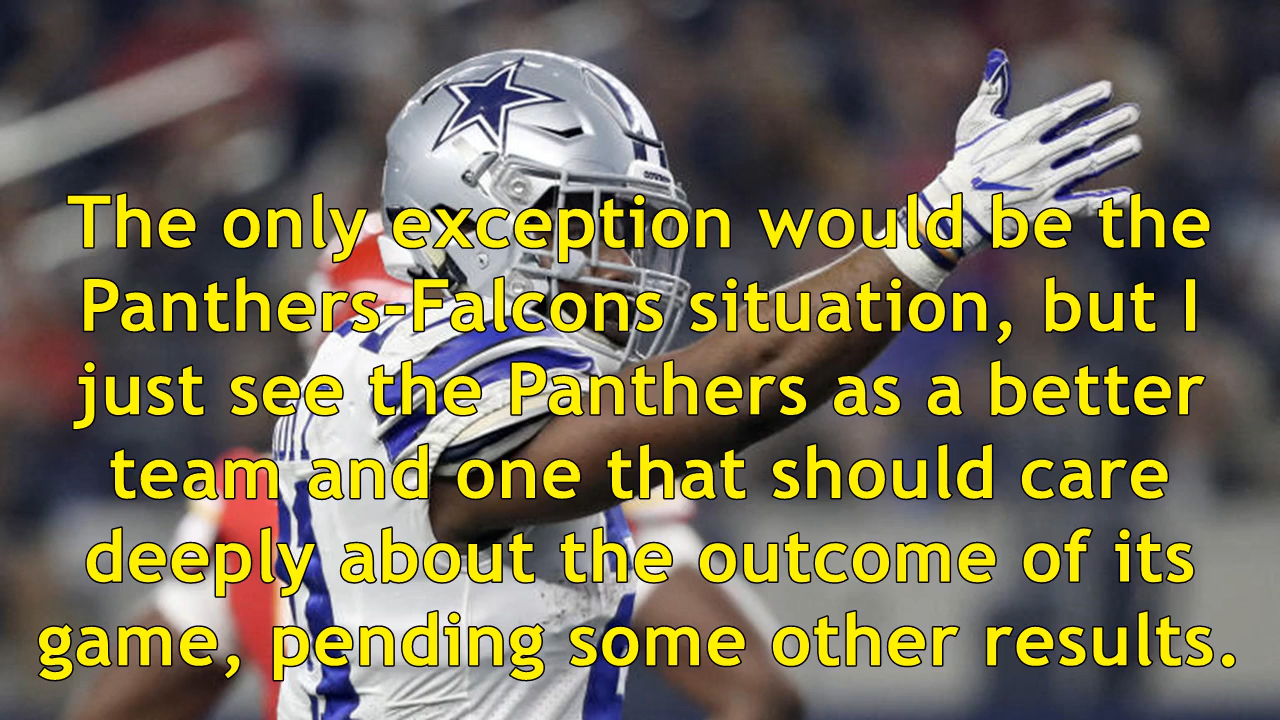 The only exception would be the
Panthers-Falcons situation, but I
just see the Panthers as a better
team and one that should care
deeply about the outcome of its
game, pending some other results.